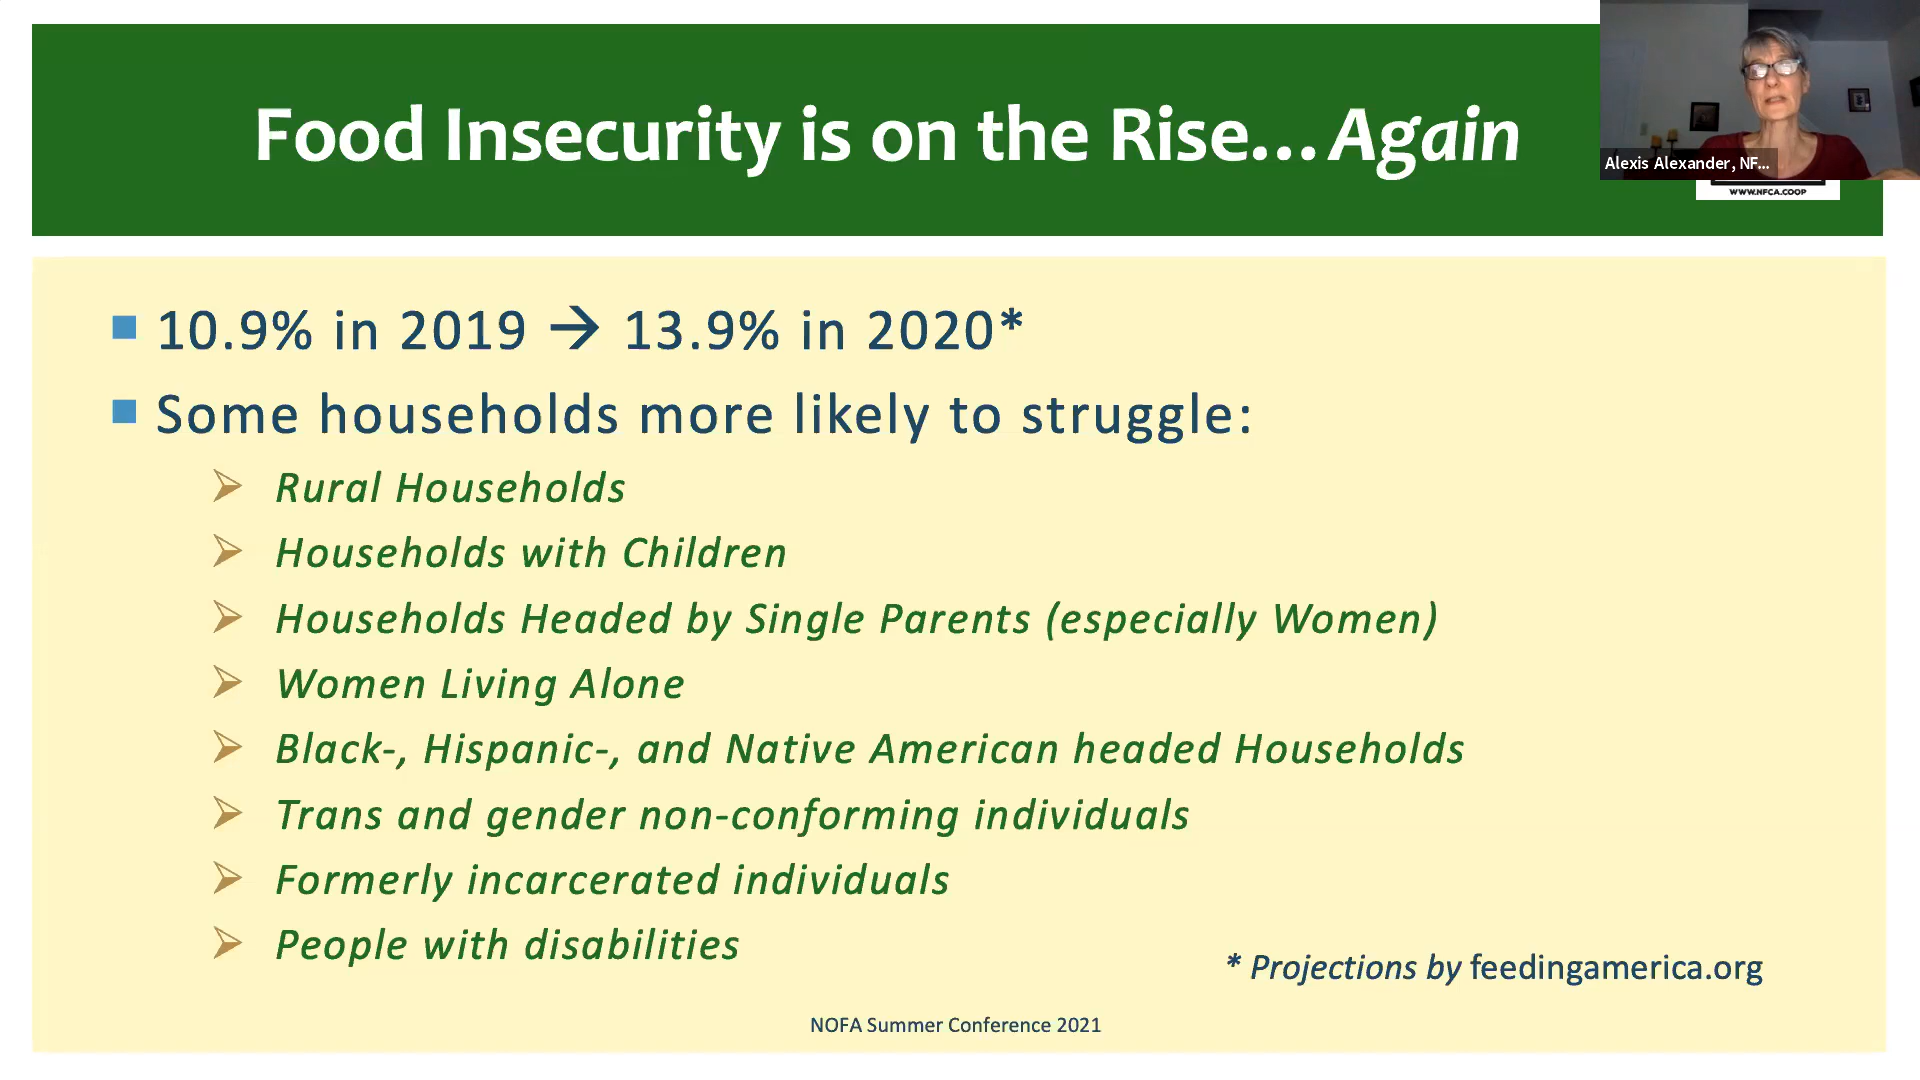 Food Insecurity is on the Rise... Again
Alexis Alexander, NF...
WWW.NFCA.COOP
10.9% in 2019 → 13.9% in 2020*
Some households more likely to struggle:
Rural Households
Households with Children
Households Headed by Single Parents (especially Women)
Women Living Alone
Black-, Hispanic-, and Native American headed Households
Trans and gender non-conforming individuals
Formerly incarcerated individuals
People with disabilities
* Projections by feedingamerica.org
NOFA Summer Conference 2021